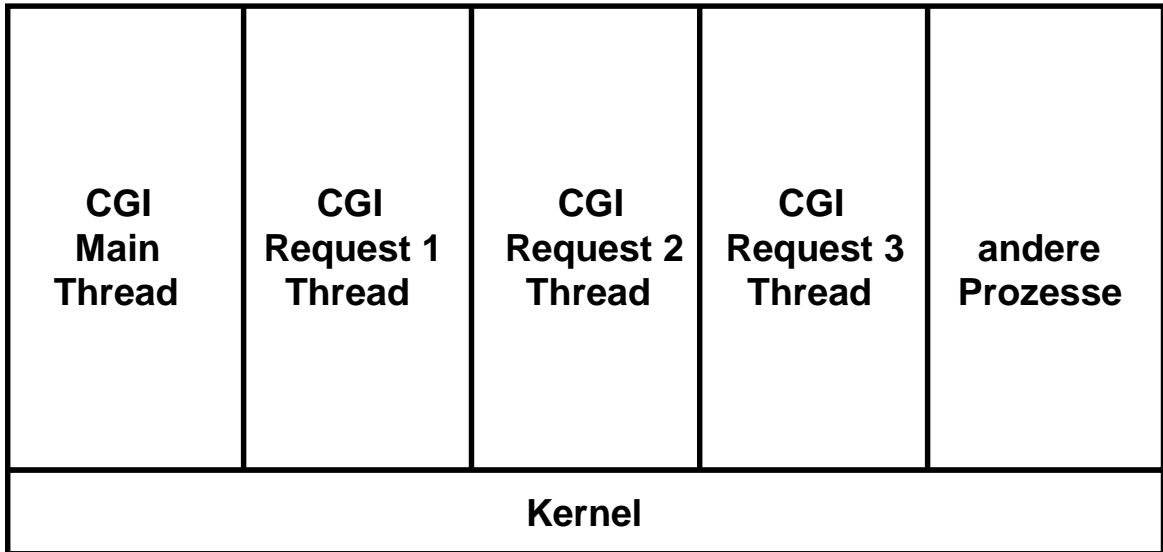 CGI
Main
Thread
CGI
Request 1
Thread
CGI
Request 2
Thread
CGI
Request 3
Thread
andere
Prozesse
Kernel